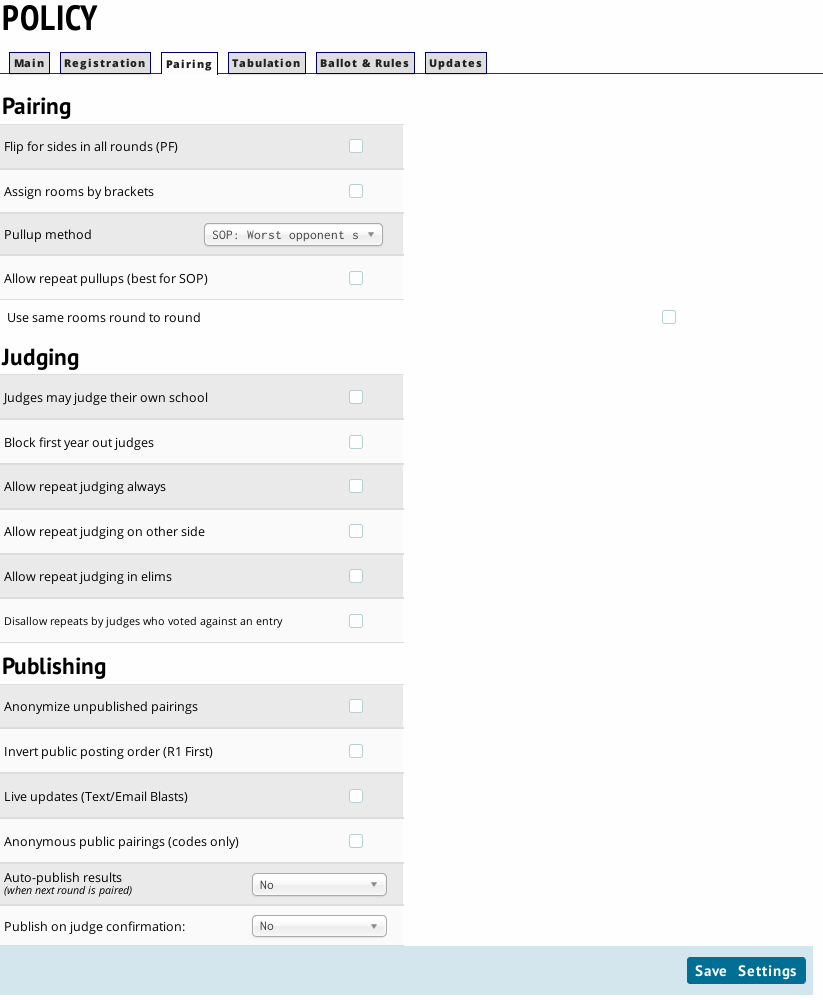 POLICY
Main Registration Pairing Tabulation Ballot & Rules Updates
Pairing
Flip for sides in all rounds (PF)
Assign rooms by brackets
Pullup method SOP: Worst opponent s
Allow repeat pullups (best for SOP)
Use same rooms round to round
Judging
Judges may judge their own school
Block first year out judges
Allow repeat judging always
Allow repeat judging on other side
Allow repeat judging in elims
Disallow repeats by judges who voted against an entry
Publishing
Anonymize unpublished pairings
Invert public posting order (R1 First)
Live updates (Text/Email Blasts)
Anonymous public pairings (codes only)
Auto-publish results No
(when next round is paired)
Publish on judge confirmation: No
Save Settings